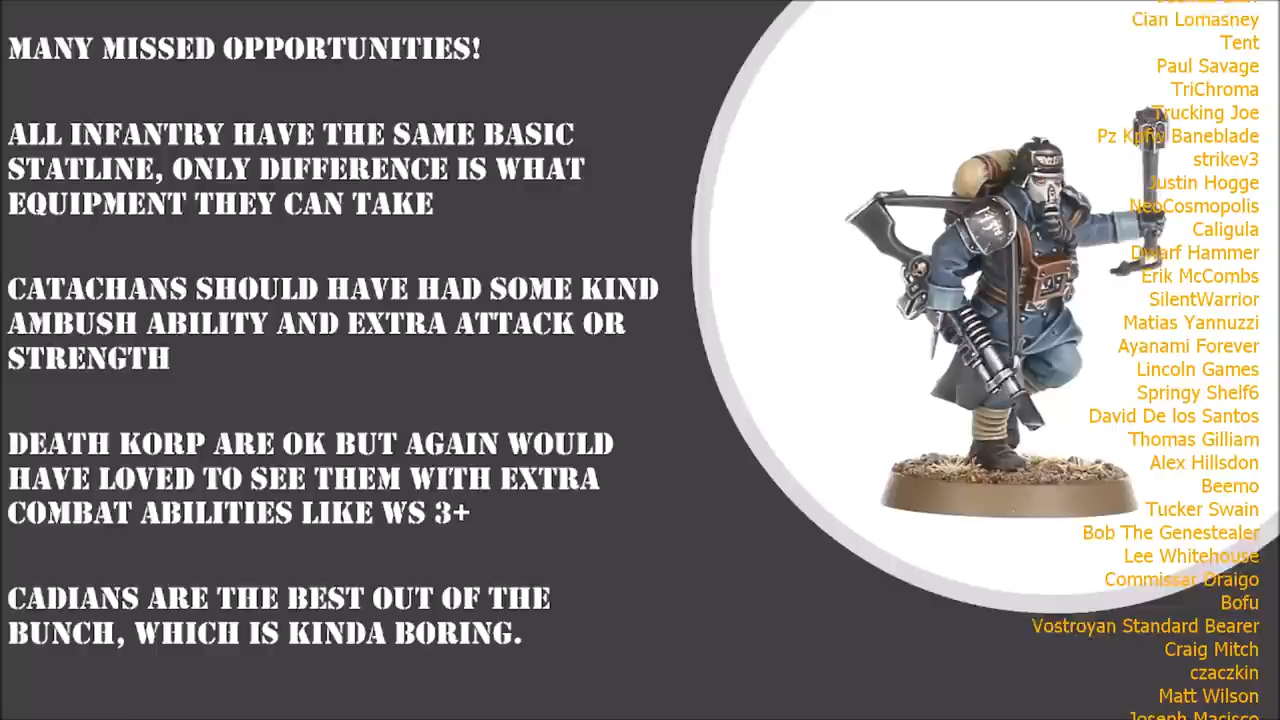 MANY MISSED OPPORTUNITIES!
ALL INFANTRY HAVE THE SAME BASIC
STATLINE, ONLY DIFFERENCE IS WHAT
EQUIPMENT THEY CAN TAKE
CATACHANS SHOULD HAVE HAD SOME KIND
AMBUSH ABILITY AND EXTRA ATTACK OR
STRENGTH
DEATH KORP ARE OK BUT AGAIN WOULD
HAVE LOVED TO SEE THEM WITH EXTRA
COMBAT ABILITIES LIKE WS 3+
CADIANS ARE THE BEST OUT OF THE
BUNCH, WHICH IS KINDA BORING.
Cian Lomasney
Tent
Paul Savage
TriChroma
Trucking Joe
Pz Kpfw Baneblade
strikev3
Justin Hogge
NeoCosmopolis
Caligula
Dwarf Hammer
Erik McCombs
SilentWarrior
Matias Yannuzzi
Ayanami Forever
Lincoln Games
Springy Shelf6
David De los Santos
Thomas Gilliam
Alex Hillsdon
Beemo
Tucker Swain
Bob The Genestealer
Lee Whitehouse
Commissar Draigo
Bofu
Vostroyan Standard Bearer
Craig Mitch
czaczkin
Matt Wilson
Joseph Macisco